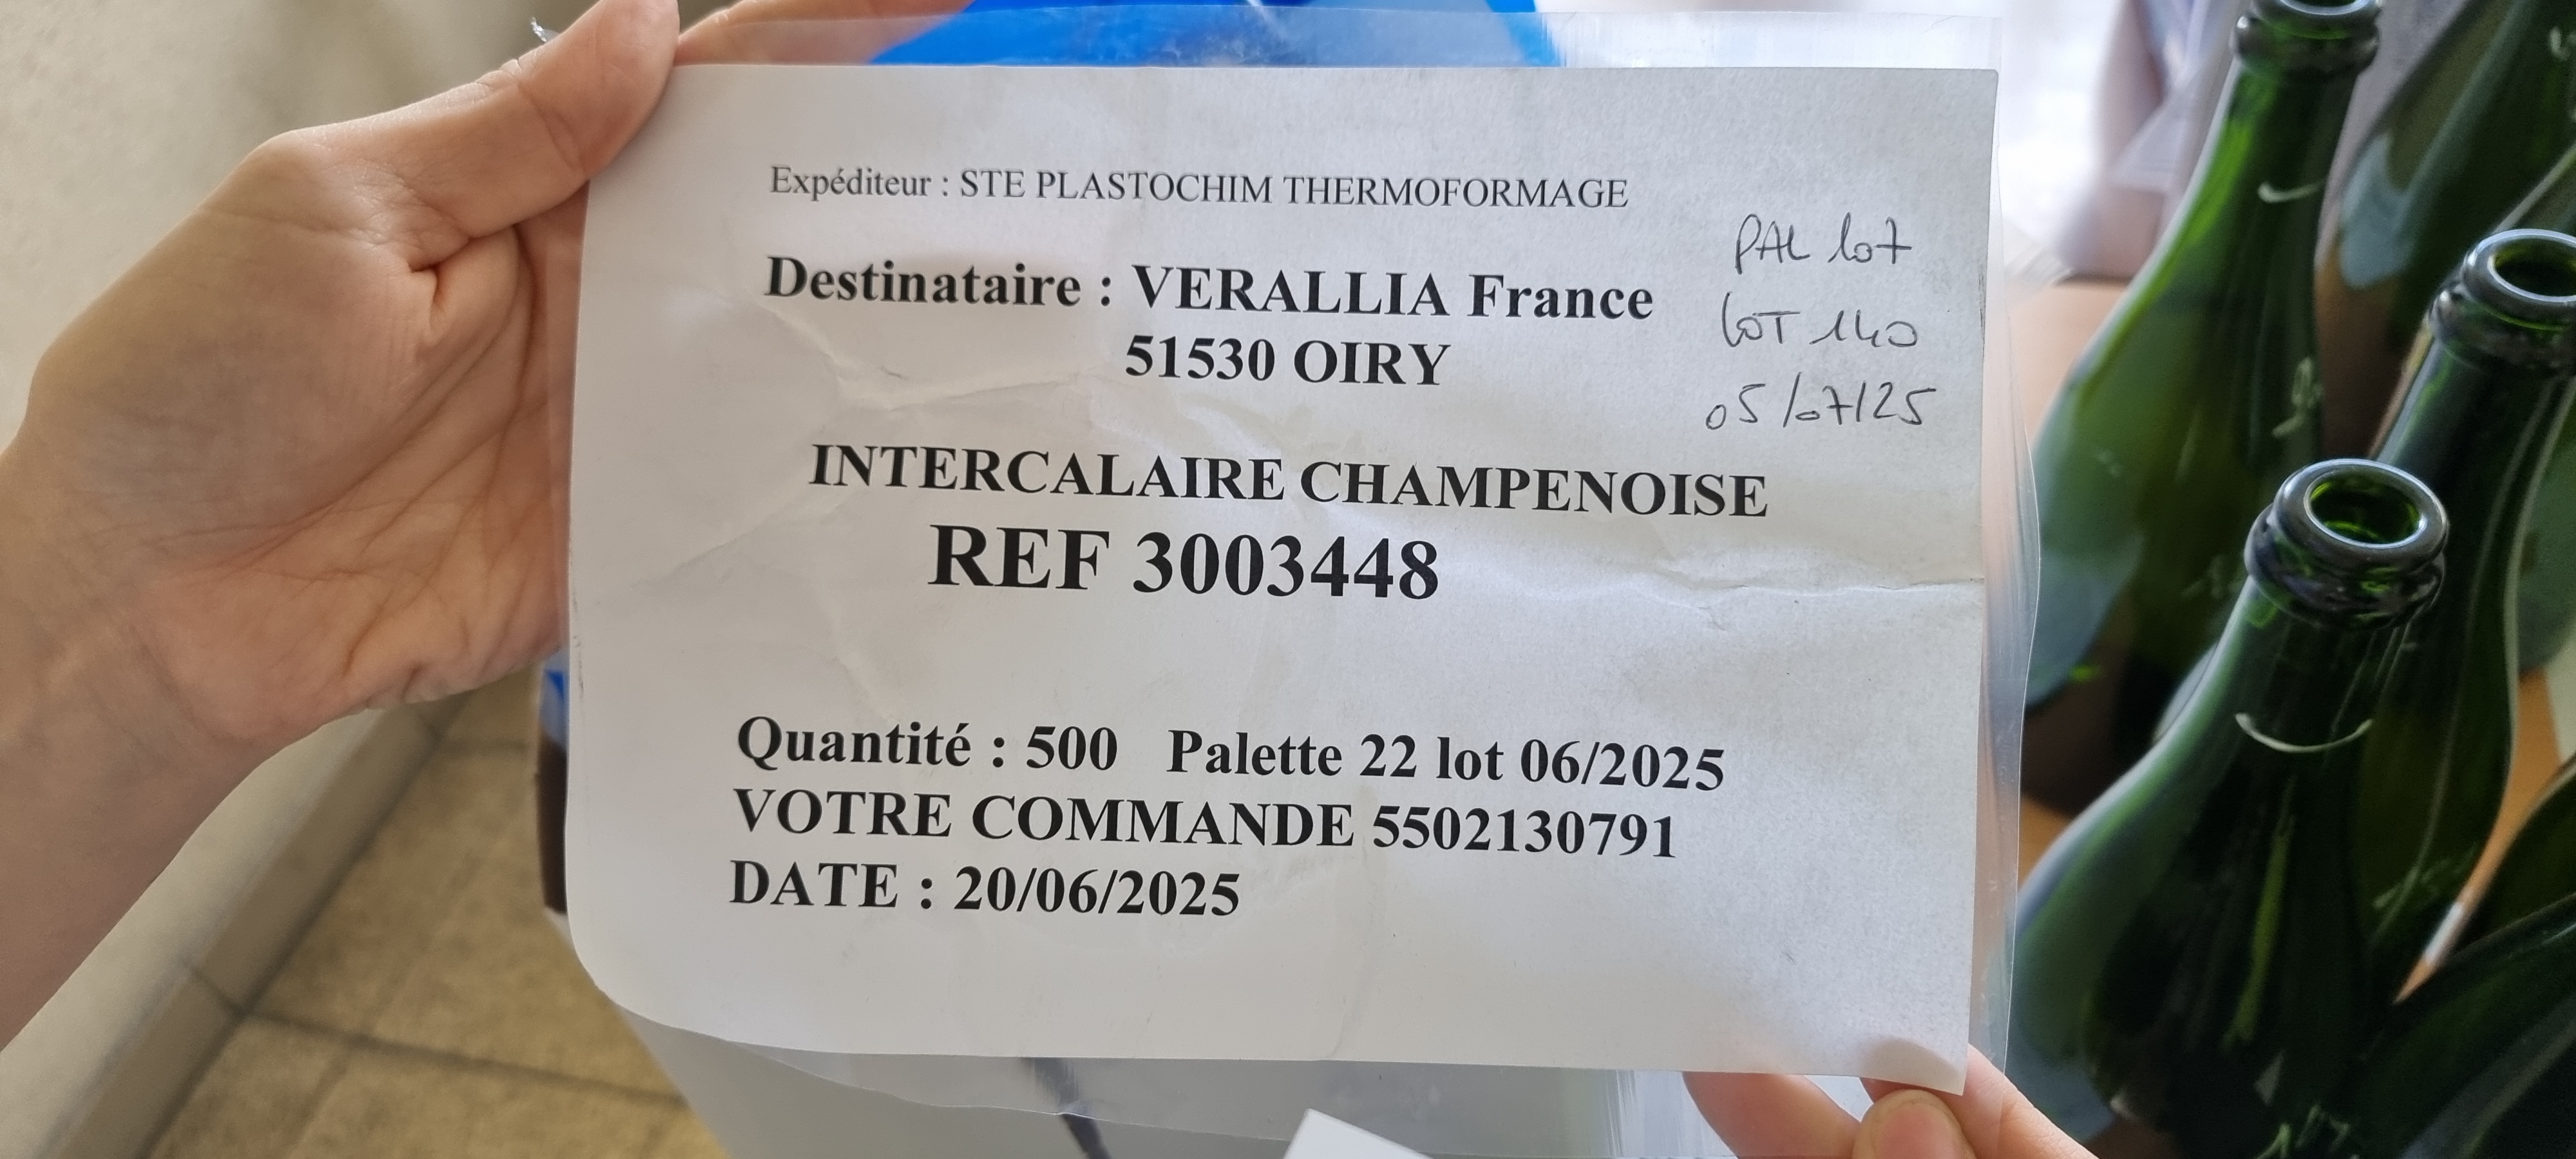 Expéditeur : STE PLASTOCHIM THERMOFORMAGE
Destinataire : VERALLIA France
51530 OIRY
PAL 107
LOT 140
05/07/25
INTERCALAIRE CHAMPENOISE
REF 3003448
Quantité : 500 Palette 22 lot 06/2025
VOTRE COMMANDE 5502130791
DATE : 20/06/2025